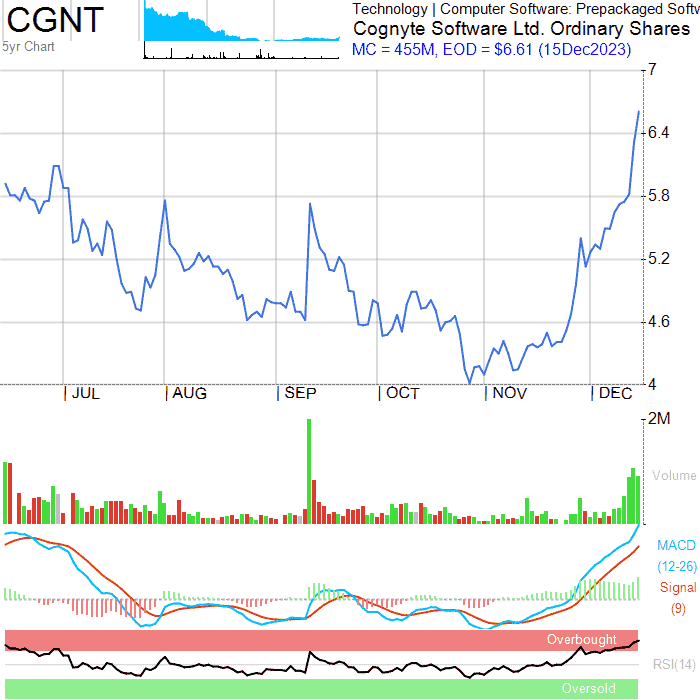 CGNT
5yr Chart
Technology | Computer Software: Prepackaged Softw
Cognyte Software Ltd. Ordinary Shares
MC = 455M, EOD = $6.61 (15Dec2023)
7
6.4
5.8
5.2
4.6
4
JUL AUG SEP OCT NOV DEC
2M
Volume
MACD
(12-26)
Signal
(9)
Overbought
RSI(14)
Oversold